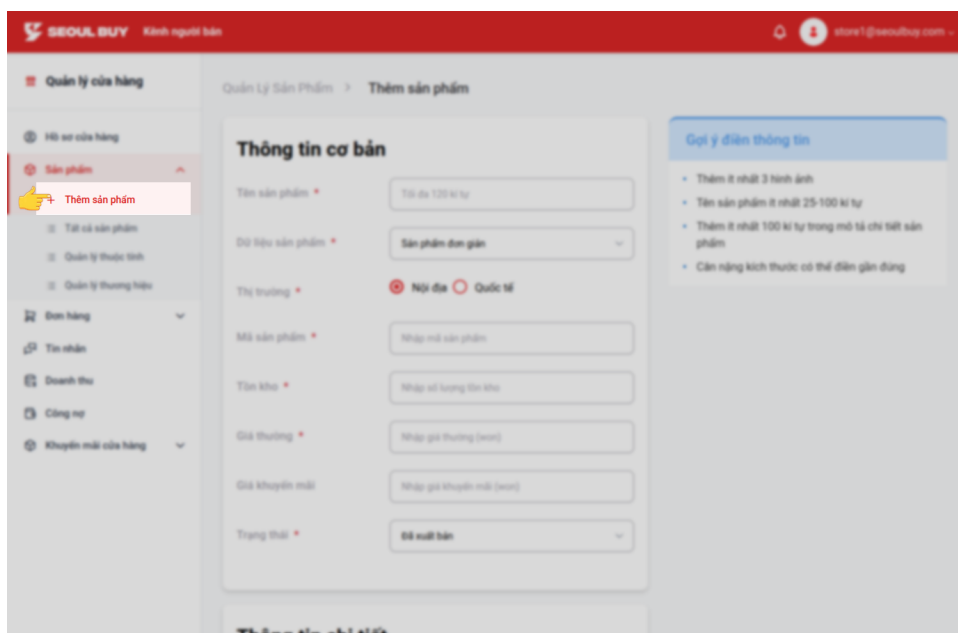 SEOUL BUY Kênh người bán
store1@seoulbuy.com
Quản lý cửa hàng
Hồ sơ cửa hàng
Sản phẩm
+ Thêm sản phẩm
Tất cả sản phẩm
Quản lý thuộc tính
Quản lý thương hiệu
Đơn hàng
Tin nhắn
Doanh thu
Công nợ
Khuyến mãi cửa hàng
Quản Lý Sản Phẩm > Thêm sản phẩm
Thông tin cơ bản
Tên sản phẩm * Tối đa 120 kí tự
Dữ liệu sản phẩm * Sản phẩm đơn giản
Thị trường * Nội địa Quốc tế
Mã sản phẩm * Nhập mã sản phẩm
Tồn kho * Nhập số lượng tồn kho
Giá thường * Nhập giá thường (won)
Giá khuyến mãi Nhập giá khuyến mãi (won)
Trạng thái * Đã xuất bản
Thông tin chi tiết
Gợi ý điền thông tin
• Thêm ít nhất 3 hình ảnh
• Tên sản phẩm ít nhất 25-100 kí tự
• Thêm ít nhất 100 kí tự trong mô tả chi tiết sản
phẩm
• Cân nặng kích thước có thể điền gần đúng